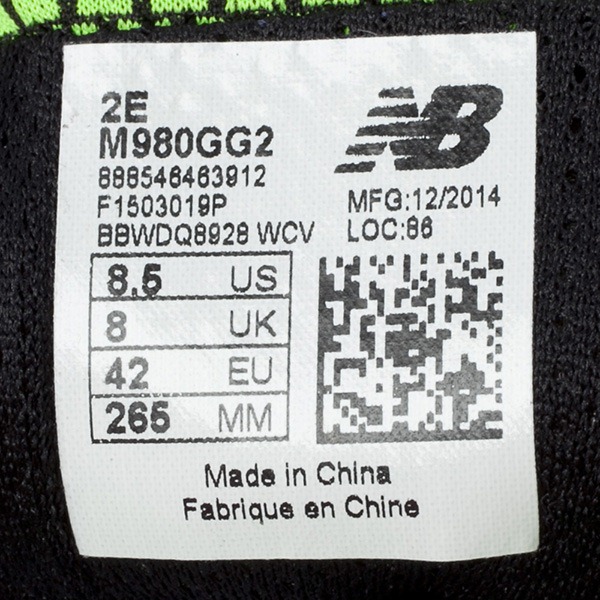 2E
M980GG2
888546463912
F1503019P
BBWDQ8928 WCV
NB
MFG:12/2014
LOC:86
8.5 US
8 UK
42 EU
265 MM
Made in China
Fabrique en Chine